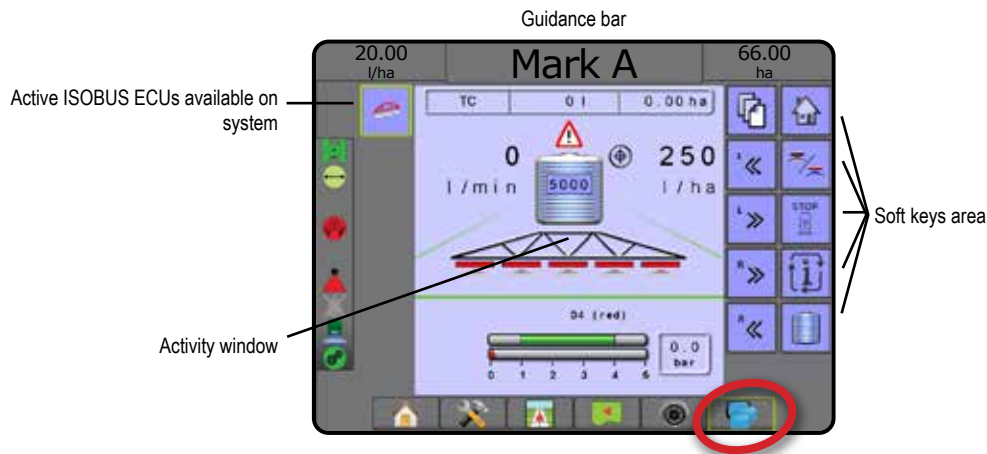 Guidance bar
20.00
l/ha
Mark A
66.00
ha
Active ISOBUS ECUs available on
system
TC 0 l 0.00 ha
0
l/min
5000
250
l/ha
L
L
R
R
STOP
Soft keys area
Activity window
D4 (red)
0 1 2 3 4 5
0.0
bar